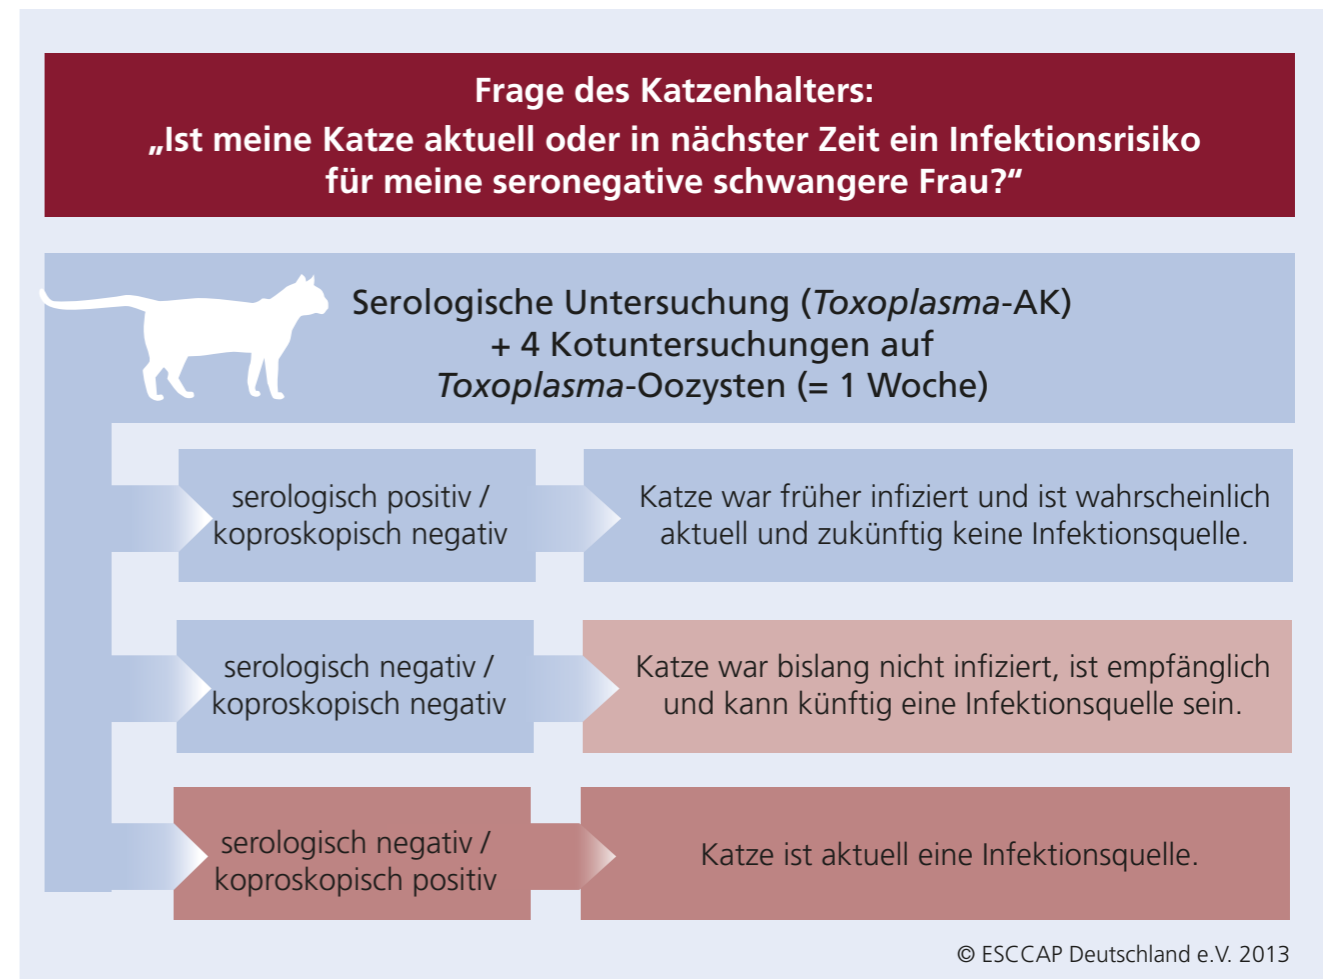 Frage des Katzenhalters:
„Ist meine Katze aktuell oder in nächster Zeit ein Infektionsrisiko
für meine seronegative schwangere Frau?“
Serologische Untersuchung (Toxoplasma-AK)
+ 4 Kotuntersuchungen auf
Toxoplasma-Oozysten (= 1 Woche)
serologisch positiv /
koproskopisch negativ
Katze war früher infiziert und ist wahrscheinlich
aktuell und zukünftig keine Infektionsquelle.
serologisch negativ /
koproskopisch negativ
Katze war bislang nicht infiziert, ist empfänglich
und kann künftig eine Infektionsquelle sein.
serologisch negativ /
koproskopisch positiv
Katze ist aktuell eine Infektionsquelle.
© ESCCAP Deutschland e.V. 2013